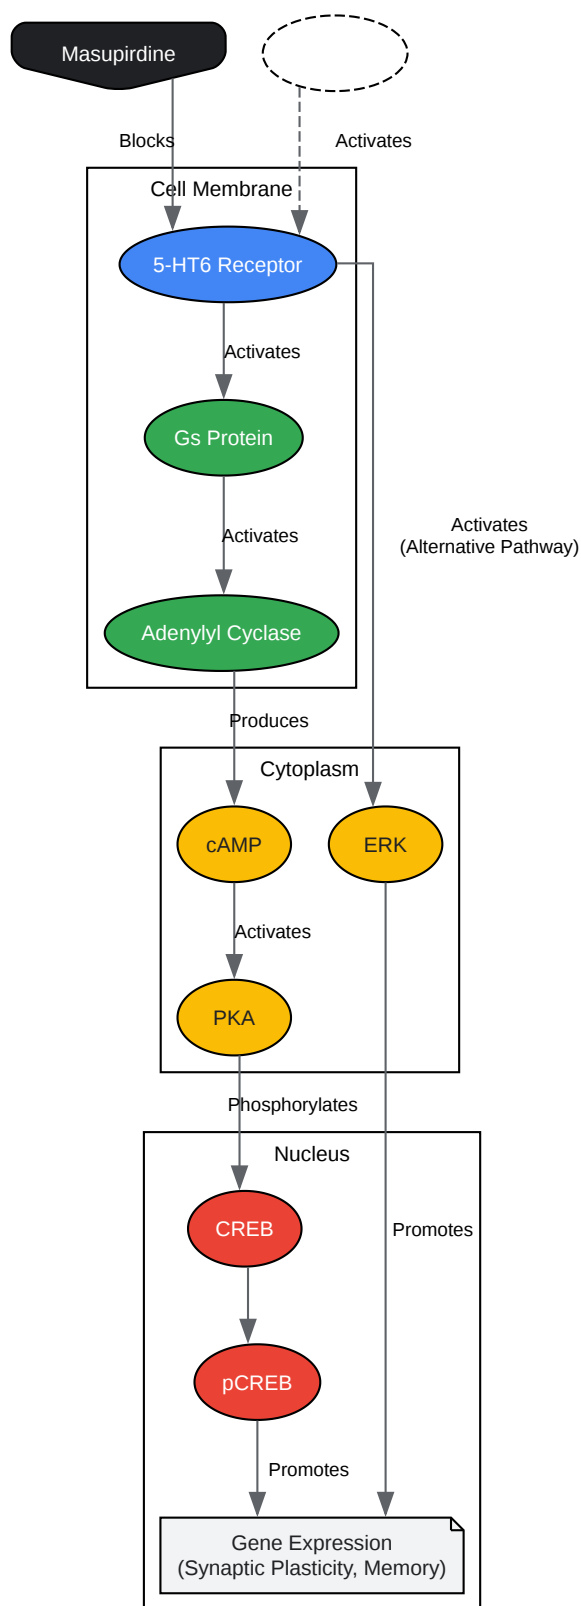 Masupirdine
Blocks
Activates
Cell Membrane
5-HT6 Receptor
Activates
Gs Protein
Activates
(Alternative Pathway)
Activates
Adenylyl Cyclase
Produces
Cytoplasm
cAMP
ERK
Activates
PKA
Phosphorylates
Nucleus
CREB
Promotes
pCREB
Promotes
Gene Expression
(Synaptic Plasticity, Memory)